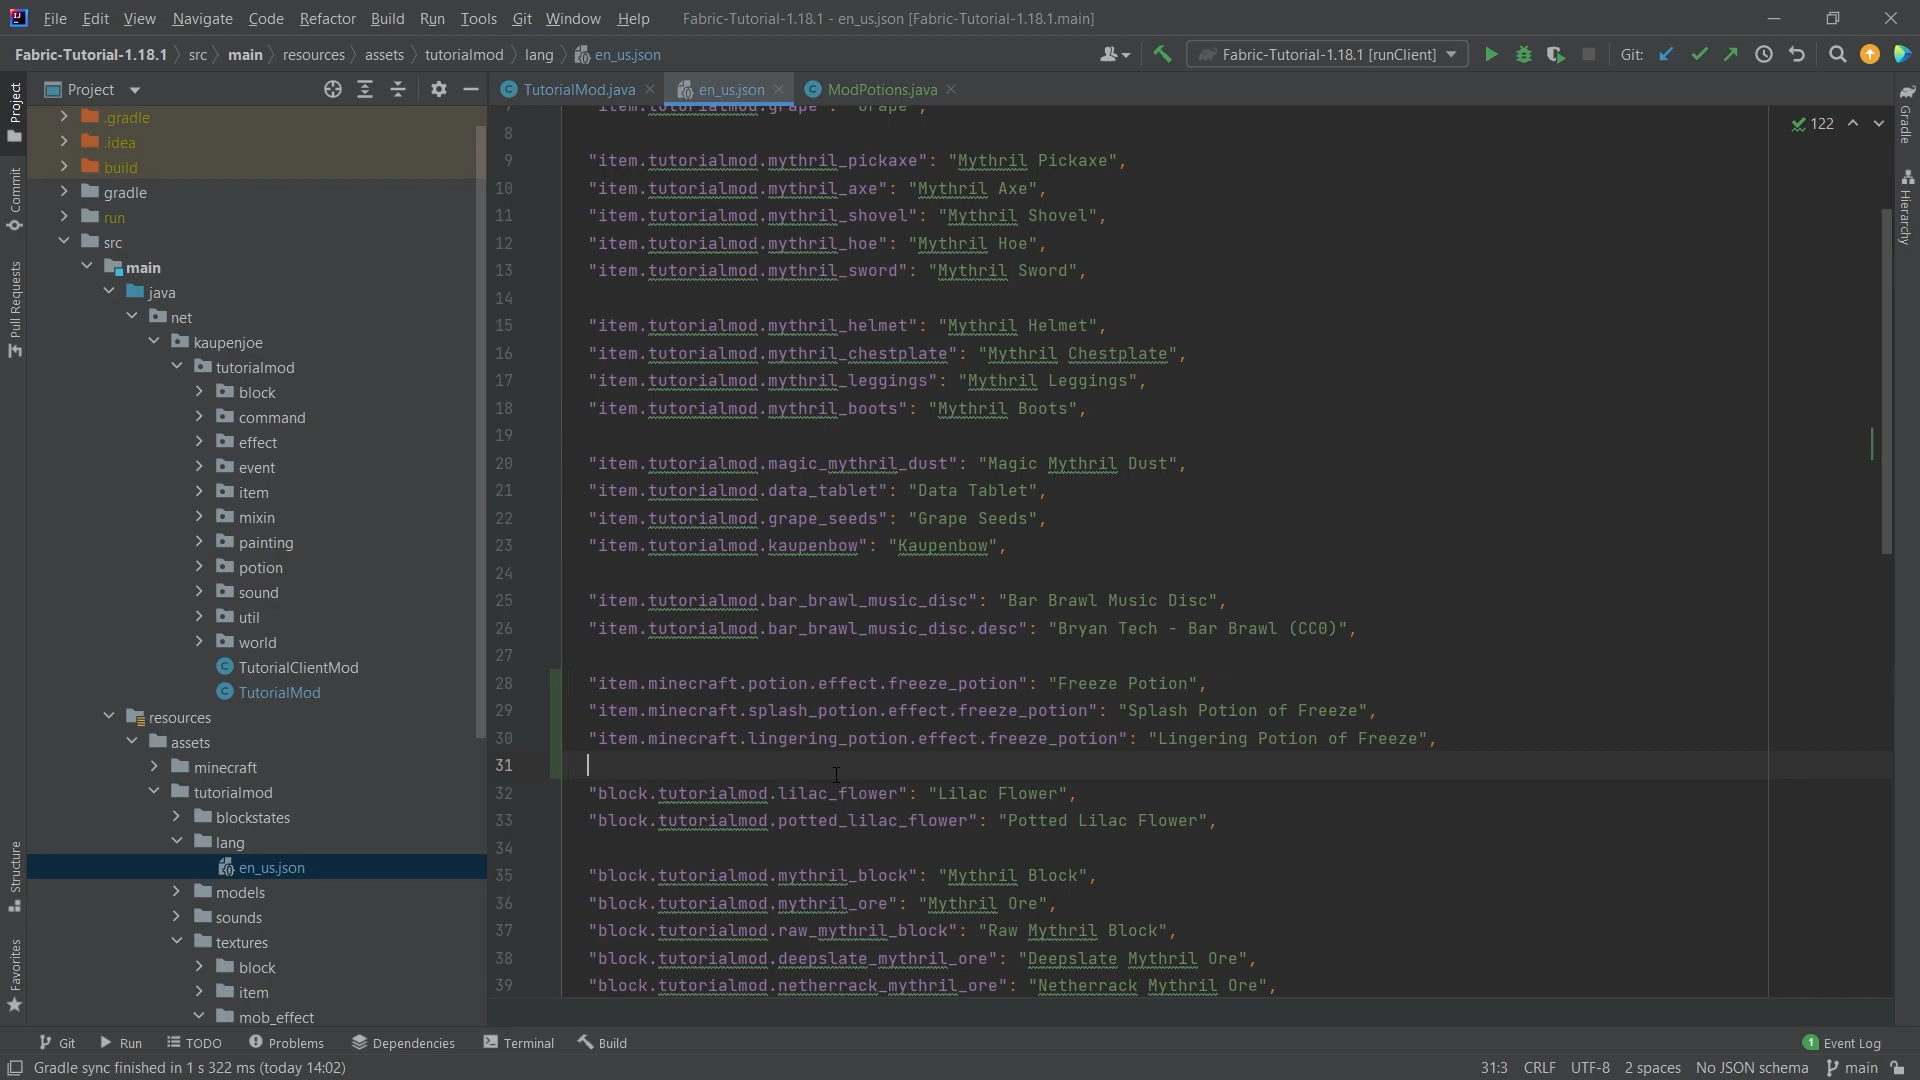 File Edit View Navigate Code Refactor Build Run Tools Git Window Help Fabric-Tutorial-1.18.1 - en_us.json [Fabric-Tutorial-1.18.1.main]
Fabric-Tutorial-1.18.1 src main resources assets tutorialmod lang en_us.json Fabric-Tutorial-1.18.1 [runClient] Git:
Project TutorialMod.java en_us.json ModPotions.java
Project
Commit
Pull Requests
Structure
Favorites
.gradle
.idea
build
gradle
run
src
main
java
net
kaupenjoe
tutorialmod
block
command
effect
event
item
mixin
painting
potion
sound
util
world
TutorialClientMod
TutorialMod
resources
assets
minecraft
tutorialmod
blockstates
lang
en_us.json
models
sounds
textures
block
item
mob_effect
7 "item.tutorialmod.grape": "Grape",
8
9 "item.tutorialmod.mythril_pickaxe": "Mythril Pickaxe",
10 "item.tutorialmod.mythril_axe": "Mythril Axe",
11 "item.tutorialmod.mythril_shovel": "Mythril Shovel",
12 "item.tutorialmod.mythril_hoe": "Mythril Hoe",
13 "item.tutorialmod.mythril_sword": "Mythril Sword",
14
15 "item.tutorialmod.mythril_helmet": "Mythril Helmet",
16 "item.tutorialmod.mythril_chestplate": "Mythril Chestplate",
17 "item.tutorialmod.mythril_leggings": "Mythril Leggings",
18 "item.tutorialmod.mythril_boots": "Mythril Boots",
19
20 "item.tutorialmod.magic_mythril_dust": "Magic Mythril Dust",
21 "item.tutorialmod.data_tablet": "Data Tablet",
22 "item.tutorialmod.grape_seeds": "Grape Seeds",
23 "item.tutorialmod.kaupenbow": "Kaupenbow",
24
25 "item.tutorialmod.bar_brawl_music_disc": "Bar Brawl Music Disc",
26 "item.tutorialmod.bar_brawl_music_disc.desc": "Bryan Tech - Bar Brawl (CC0)",
27
28 "item.minecraft.potion.effect.freeze_potion": "Freeze Potion",
29 "item.minecraft.splash_potion.effect.freeze_potion": "Splash Potion of Freeze",
30 "item.minecraft.lingering_potion.effect.freeze_potion": "Lingering Potion of Freeze",
31
32 "block.tutorialmod.lilac_flower": "Lilac Flower",
33 "block.tutorialmod.potted_lilac_flower": "Potted Lilac Flower",
34
35 "block.tutorialmod.mythril_block": "Mythril Block",
36 "block.tutorialmod.mythril_ore": "Mythril Ore",
37 "block.tutorialmod.raw_mythril_block": "Raw Mythril Block",
38 "block.tutorialmod.deepslate_mythril_ore": "Deepslate Mythril Ore",
39 "block.tutorialmod.netherrack_mythril_ore": "Netherrack Mythril Ore",
122
Gradle
Hierarchy
Git Run TODO Problems Dependencies Terminal Build 1 Event Log
Gradle sync finished in 1 s 322 ms (today 14:02) 31:3 CRLF UTF-8 2 spaces No JSON schema main